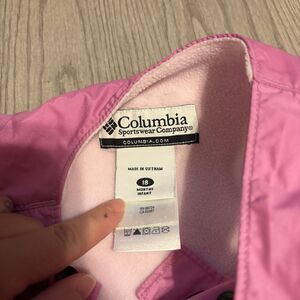 Columbia
Sportswear Company®
COLUMBIA.COM
MADE IN VIETNAM
18
MONTHS
INFANT